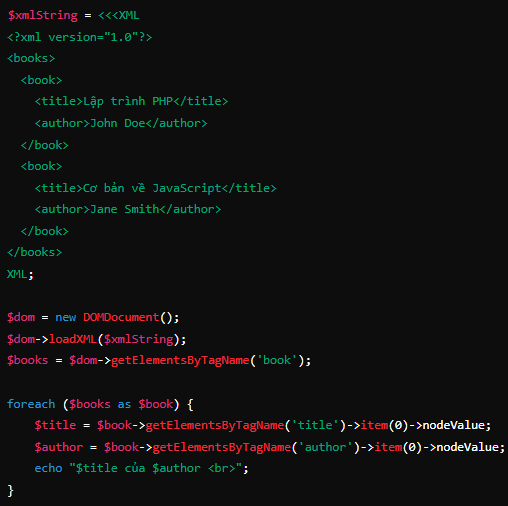 $xmlString = <<<XML
<?xml version="1.0"?>
<books>
  <book>
    <title>Lập trình PHP</title>
    <author>John Doe</author>
  </book>
  <book>
    <title>Cơ bản về JavaScript</title>
    <author>Jane Smith</author>
  </book>
</books>
XML;

$dom = new DOMDocument();
$dom->loadXML($xmlString);
$books = $dom->getElementsByTagName('book');

foreach ($books as $book) {
    $title = $book->getElementsByTagName('title')->item(0)->nodeValue;
    $author = $book->getElementsByTagName('author')->item(0)->nodeValue;
    echo "$title của $author <br>";
}